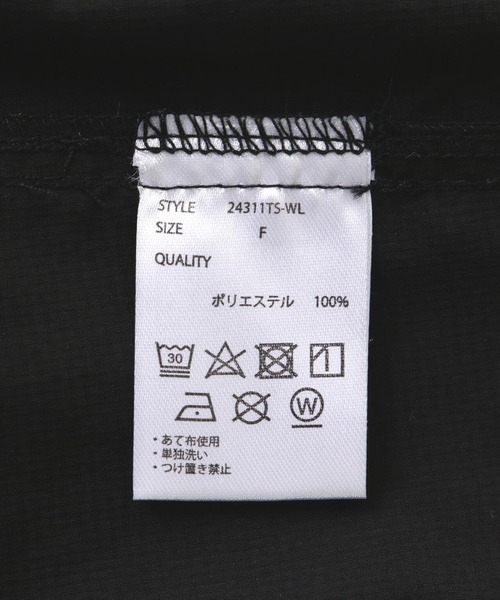 STYLE 24311TS-WL
SIZE F
QUALITY
ポリエステル 100%
30
W
・あて布使用
・単独洗い
・つけ置き禁止